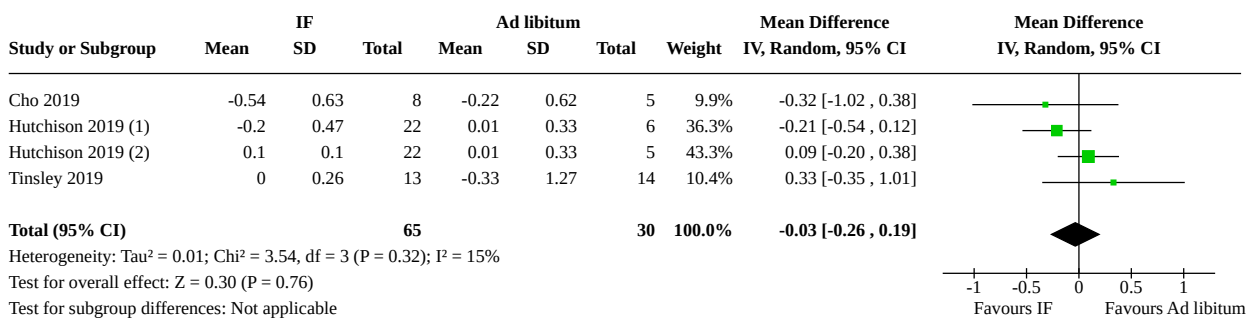 IF Ad libitum Mean Difference Mean Difference
Study or Subgroup Mean SD Total Mean SD Total Weight IV, Random, 95% CI IV, Random, 95% CI
Cho 2019 -0.54 0.63 8 -0.22 0.62 5 9.9% -0.32 [-1.02 , 0.38]
Hutchison 2019 (1) -0.2 0.47 22 0.01 0.33 6 36.3% -0.21 [-0.54 , 0.12]
Hutchison 2019 (2) 0.1 0.1 22 0.01 0.33 5 43.3% 0.09 [-0.20 , 0.38]
Tinsley 2019 0 0.26 13 -0.33 1.27 14 10.4% 0.33 [-0.35 , 1.01]
Total (95% CI) 65 30 100.0% -0.03 [-0.26 , 0.19]
Heterogeneity: Tau² = 0.01; Chi² = 3.54, df = 3 (P = 0.32); I² = 15%
Test for overall effect: Z = 0.30 (P = 0.76) -1 -0.5 0 0.5 1
Test for subgroup differences: Not applicable Favours IF Favours Ad libitum